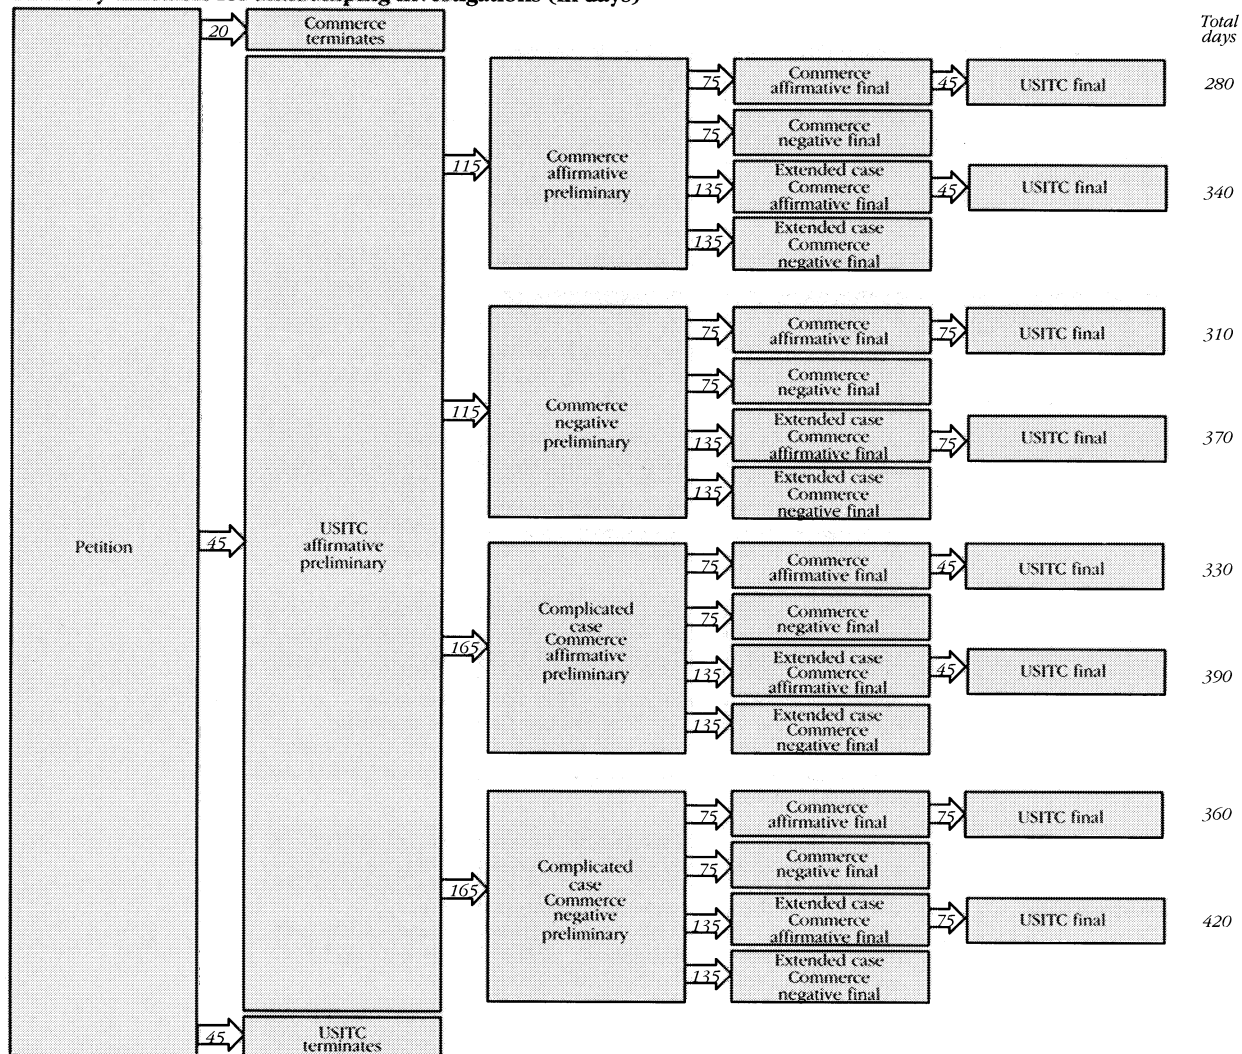 investigations (in days)
20
Commerce
terminates
Total
days
75
Commerce
affirmative final
45
USITC final
280
75
Commerce
negative final
115
Commerce
affirmative
preliminary
135
Extended case
Commerce
affirmative final
45
USITC final
340
135
Extended case
Commerce
negative final
75
Commerce
affirmative final
75
USITC final
310
75
Commerce
negative final
115
Commerce
negative
preliminary
135
Extended case
Commerce
affirmative final
75
USITC final
370
135
Extended case
Commerce
negative final
Petition
45
USITC
affirmative
preliminary
75
Commerce
affirmative final
45
USITC final
330
75
Commerce
negative final
165
Complicated
case
Commerce
affirmative
preliminary
135
Extended case
Commerce
affirmative final
45
USITC final
390
135
Extended case
Commerce
negative final
75
Commerce
affirmative final
75
USITC final
360
75
Commerce
negative final
165
Complicated
case
Commerce
negative
preliminary
135
Extended case
Commerce
affirmative final
75
USITC final
420
135
Extended case
Commerce
negative final
45
USITC
terminates